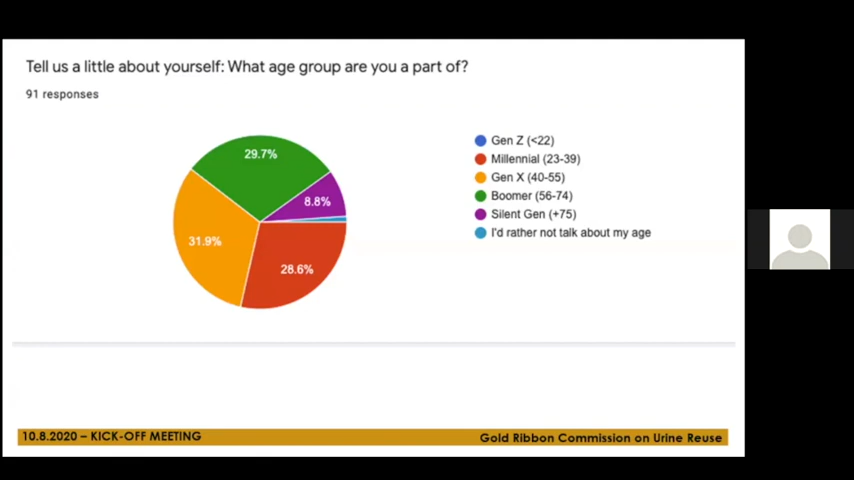 Tell us a little about yourself: What age group are you a part of?
91 responses
29.7%
8.8%
31.9%
28.6%
Gen Z (<22)
Millennial (23-39)
Gen X (40-55)
Boomer (56-74)
Silent Gen (+75)
I'd rather not talk about my age
10.8.2020 – KICK-OFF MEETING
Gold Ribbon Commission on Urine Reuse